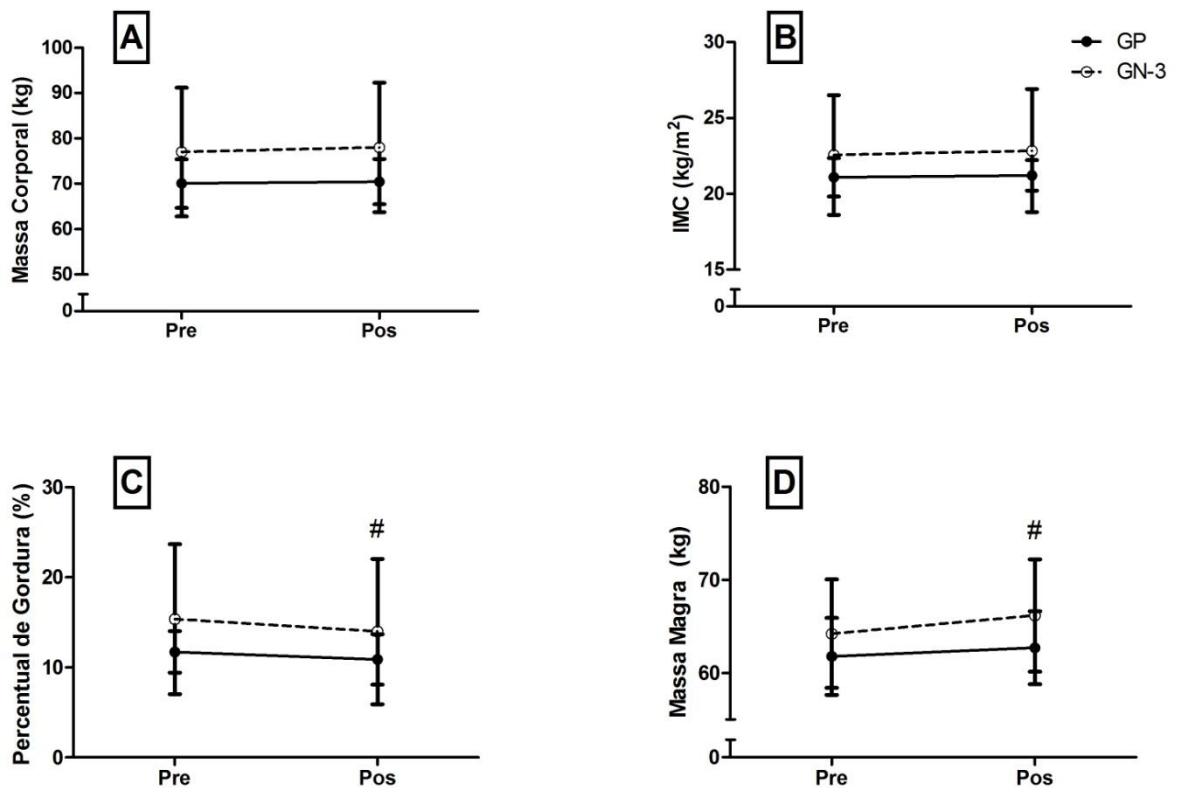 A
Massa Corporal (kg)
100
90
80
70
60
50
0
Pre
Pos
B
IMC (kg/m²)
30
25
20
15
0
Pre
Pos
GP
GN-3
C
Percentual de Gordura (%)
30
20
10
0
#
Pre
Pos
D
Massa Magra (kg)
80
70
60
0
#
Pre
Pos